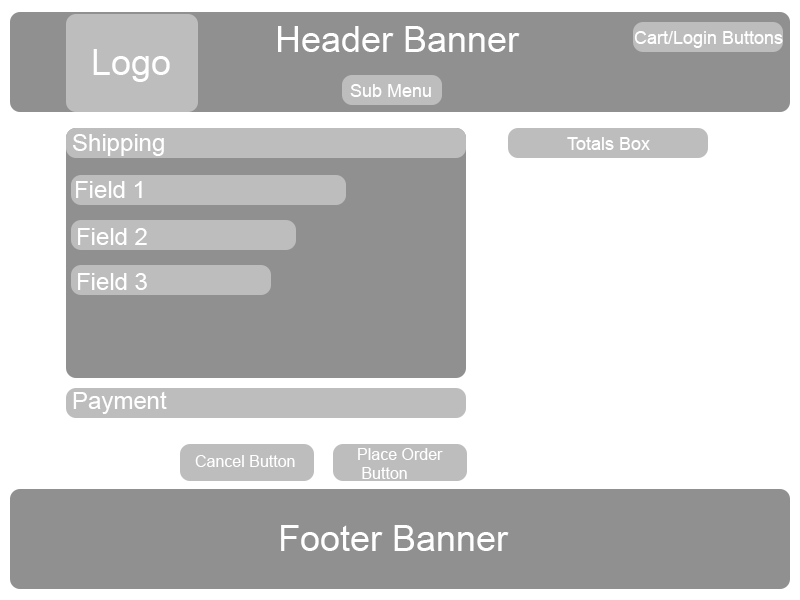 Header Banner
Cart/Login Buttons
Logo
Sub Menu
Shipping
Totals Box
Field 1
Field 2
Field 3
Payment
Cancel Button
Place Order
Button
Footer Banner